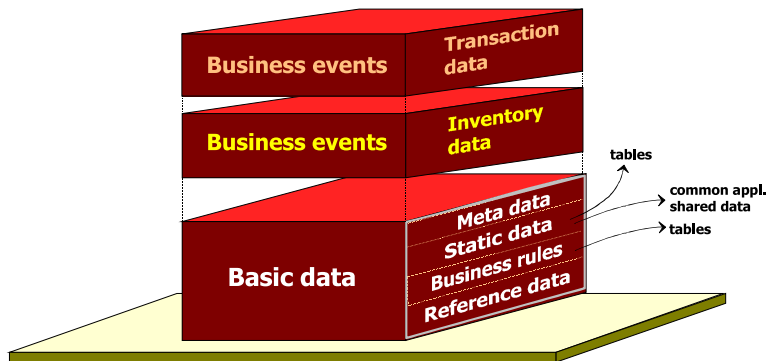 Business events
Transaction
data
Business events
Inventory
data
Basic data
Meta data
Static data
Business rules
Reference data
tables
common appl.
shared data
tables